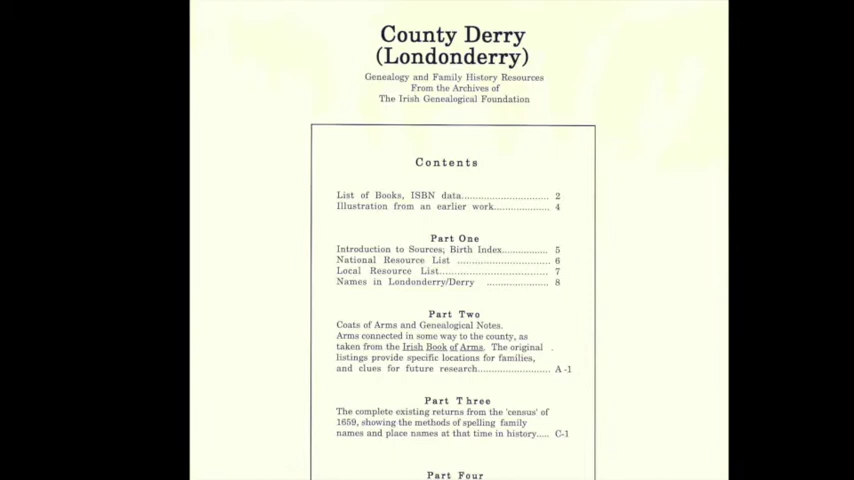 County Derry
(Londonderry)
Genealogy and Family History Resources
From the Archives of
The Irish Genealogical Foundation
Contents
List of Books, ISBN data.............................. 2
Illustration from an earlier work................... 4
Part One
Introduction to Sources; Birth Index................ 5
National Resource List ................................ 6
Local Resource List..................................... 7
Names in Londonderry/Derry ...................... 8
Part Two
Coats of Arms and Genealogical Notes.
Arms connected in some way to the county, as
taken from the Irish Book of Arms. The original
listings provide specific locations for families,
and clues for future research......................... A-1
Part Three
The complete existing returns from the 'census' of
1659, showing the methods of spelling family
names and place names at that time in history..... C-1
Part Four